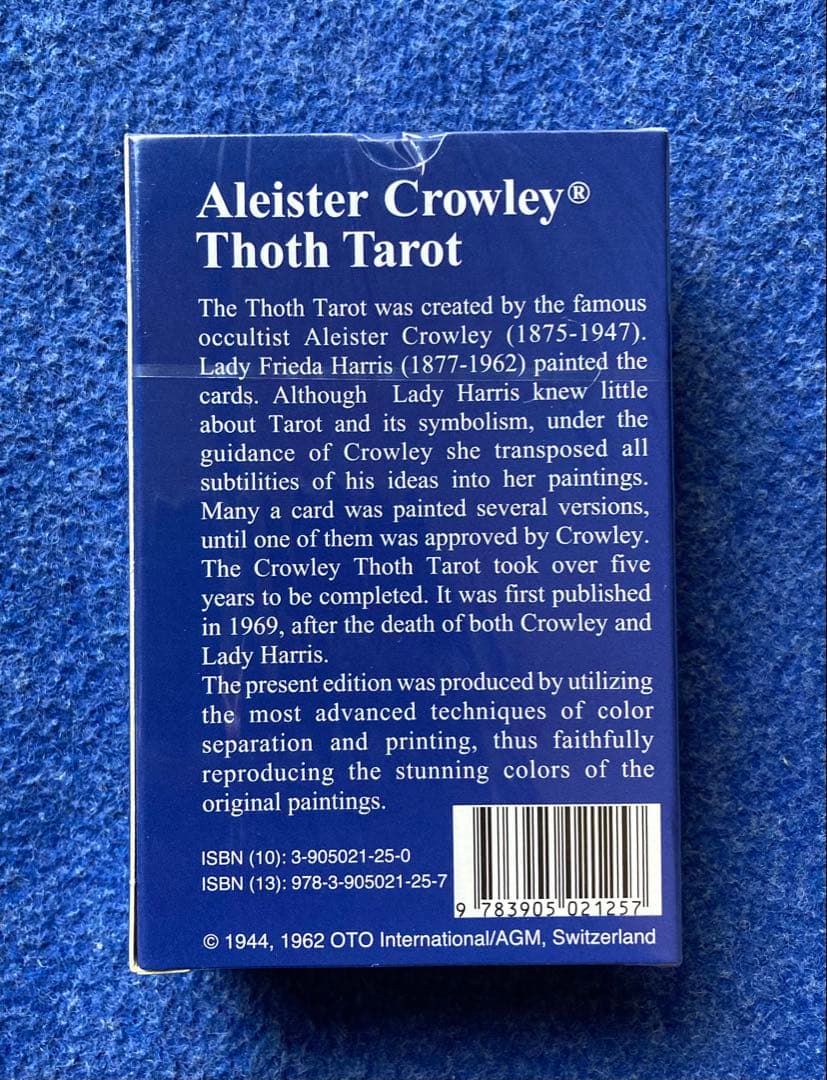 Aleister Crowley®
Thoth Tarot
The Thoth Tarot was created by the famous
occultist Aleister Crowley (1875-1947).
Lady Frieda Harris (1877-1962) painted the
cards. Although Lady Harris knew little
about Tarot and its symbolism, under the
guidance of Crowley she transposed all
subtilities of his ideas into her paintings.
Many a card was painted several versions,
until one of them was approved by Crowley.
The Crowley Thoth Tarot took over five
years to be completed. It was first published
in 1969, after the death of both Crowley and
Lady Harris.
The present edition was produced by utilizing
the most advanced techniques of color
separation and printing, thus faithfully
reproducing the stunning colors of the
original paintings.
ISBN (10): 3-905021-25-0
ISBN (13): 978-3-905021-25-7
9 783905 021257
© 1944, 1962 OTO International/AGM, Switzerland